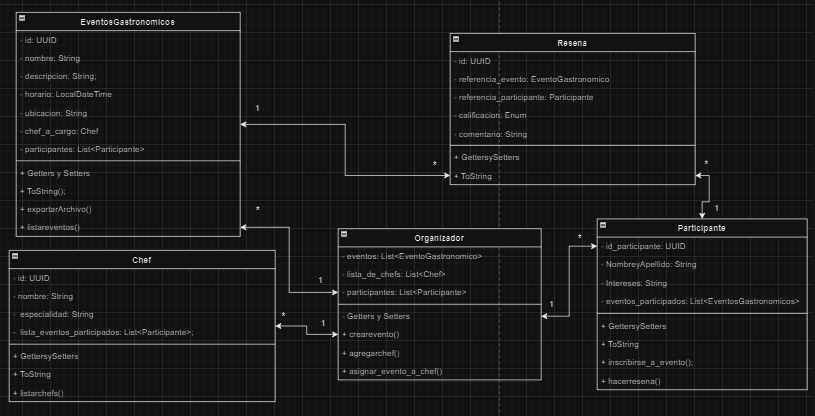 EventosGastronomicos
- id: UUID
- nombre: String
- descripcion: String;
- horario: LocalDateTime
- ubicacion: String
- chef_a_cargo: Chef
- participantes: List<Participante>
+ Getters y Setters
+ ToString();
+ exportarArchivo()
+ listareventos()
1
*
*
1
Resena
- id: UUID
- referencia_evento: EventoGastronomico
- referencia_participante: Participante
- calificacion: Enum
- comentario: String
+ GettersySetters
+ ToString
*
1
Chef
- id: UUID
- nombre: String
- especialidad: String
- lista_eventos_participados: List<Participante>;
+ GettersySetters
+ ToString
+ listarchefs()
*
1
Organizador
- eventos: List<EventoGastronomico>
- lista_de_chefs: List<Chef>
- participantes: List<Participante>
- Getters y Setters
+ crearevento()
+ agregarchef()
+ asignar_evento_a_chef()
1
*
Participante
- id_participante: UUID
- NombreyApellido: String
- Intereses: String
- eventos_participados: List<EventosGastronomicos>
+ GettersySetters
+ ToString
+ inscribirse_a_evento();
+ hacerresena()